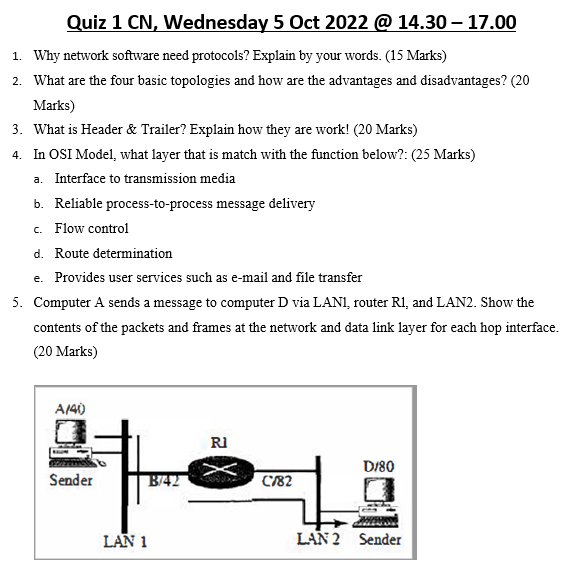 Quiz 1 CN, Wednesday 5 Oct 2022 @ 14.30 – 17.00
1. Why network software need protocols? Explain by your words. (15 Marks)
2. What are the four basic topologies and how are the advantages and disadvantages? (20
Marks)
3. What is Header & Trailer? Explain how they are work! (20 Marks)
4. In OSI Model, what layer that is match with the function below?: (25 Marks)
a. Interface to transmission media
b. Reliable process-to-process message delivery
c. Flow control
d. Route determination
e. Provides user services such as e-mail and file transfer
5. Computer A sends a message to computer D via LAN1, router R1, and LAN2. Show the
contents of the packets and frames at the network and data link layer for each hop interface.
(20 Marks)
A/40
R1
D/80
Sender
B/42
C/82
LAN 1
LAN 2
Sender